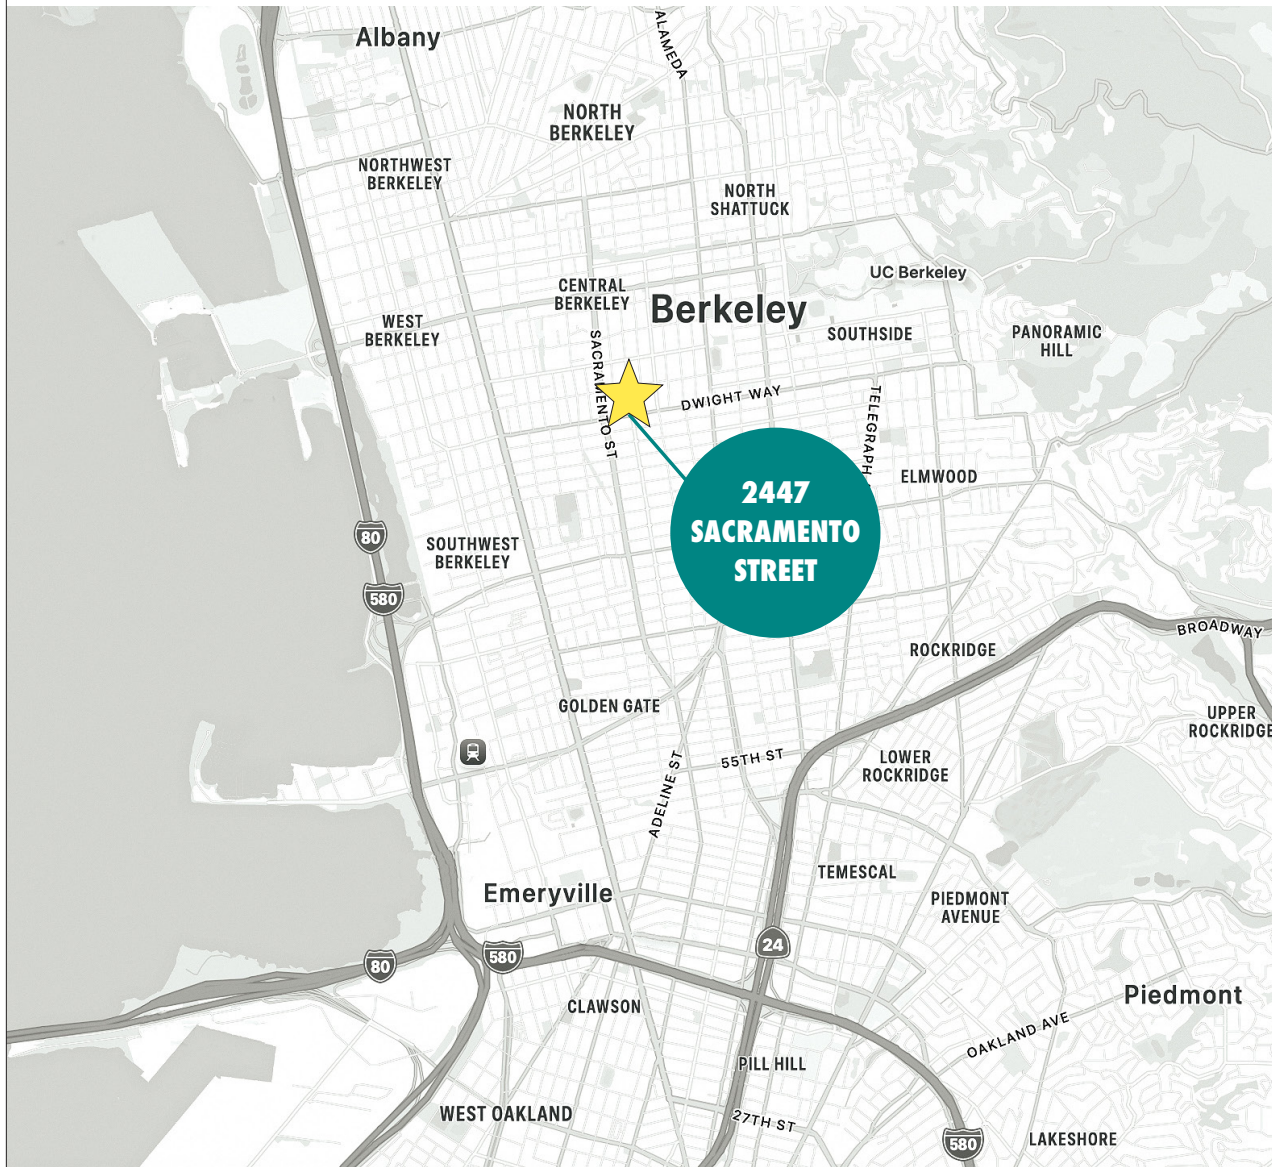 Albany
ALAMEDA
NORTH
BERKELEY
NORTHWEST
BERKELEY
NORTH
SHATTUCK
UC Berkeley
CENTRAL
BERKELEY
Berkeley
WEST
BERKELEY
SOUTHSIDE
PANORAMIC
HILL
SACRAMENTO ST
DWIGHT WAY
TELEGRAPH
ELMWOOD
2447
SACRAMENTO
STREET
80
SOUTHWEST
BERKELEY
580
BROADWAY
ROCKRIDGE
GOLDEN GATE
UPPER
ROCKRIDGE
55TH ST
LOWER
ROCKRIDGE
ADELINE ST
TEMESCAL
Emeryville
PIEDMONT
AVENUE
24
580
80
Piedmont
CLAWSON
OAKLAND AVE
PILL HILL
WEST OAKLAND
27TH ST
580
LAKESHORE